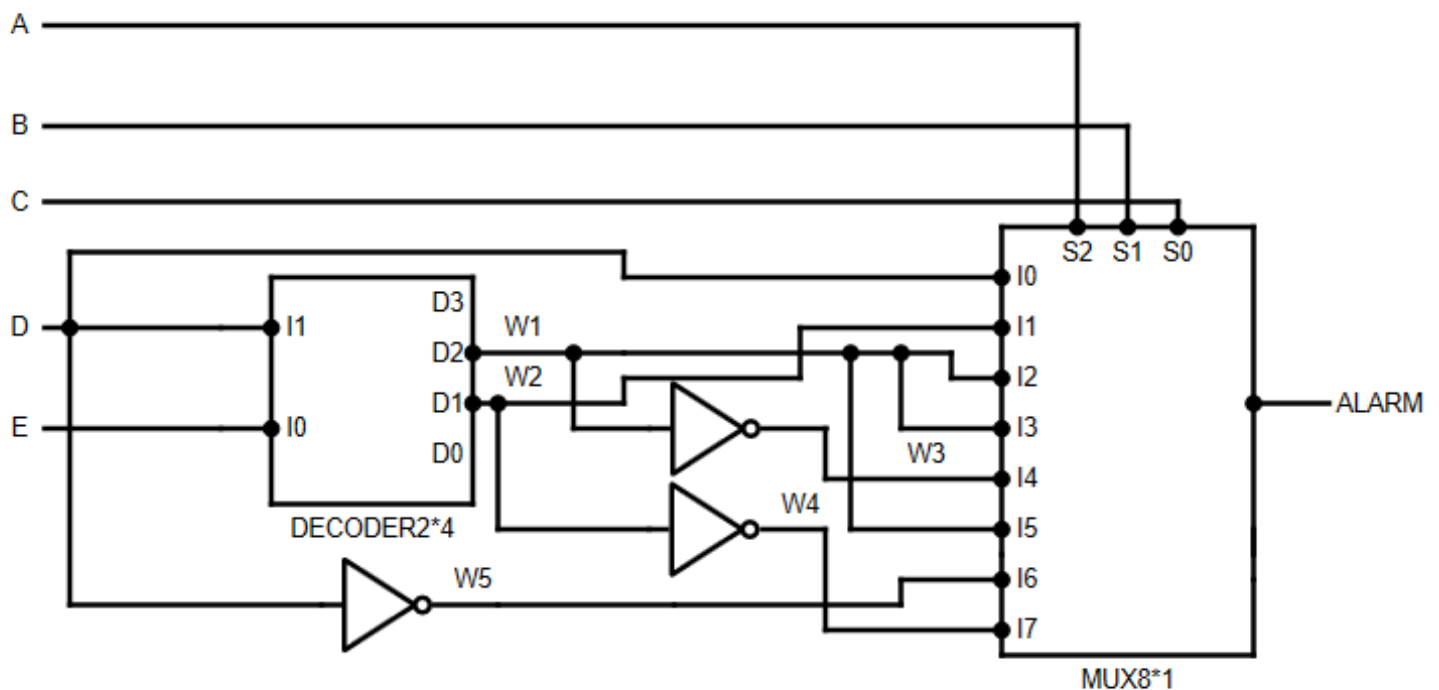 A
B
C
S2 S1 S0
I0
D3
D I1 W1 I1
D2
W2 I2
D1 ALARM
E I0 I3
D0 W3
I4
W4
DECODER2*4 I5
W5 I6
I7
MUX8*1